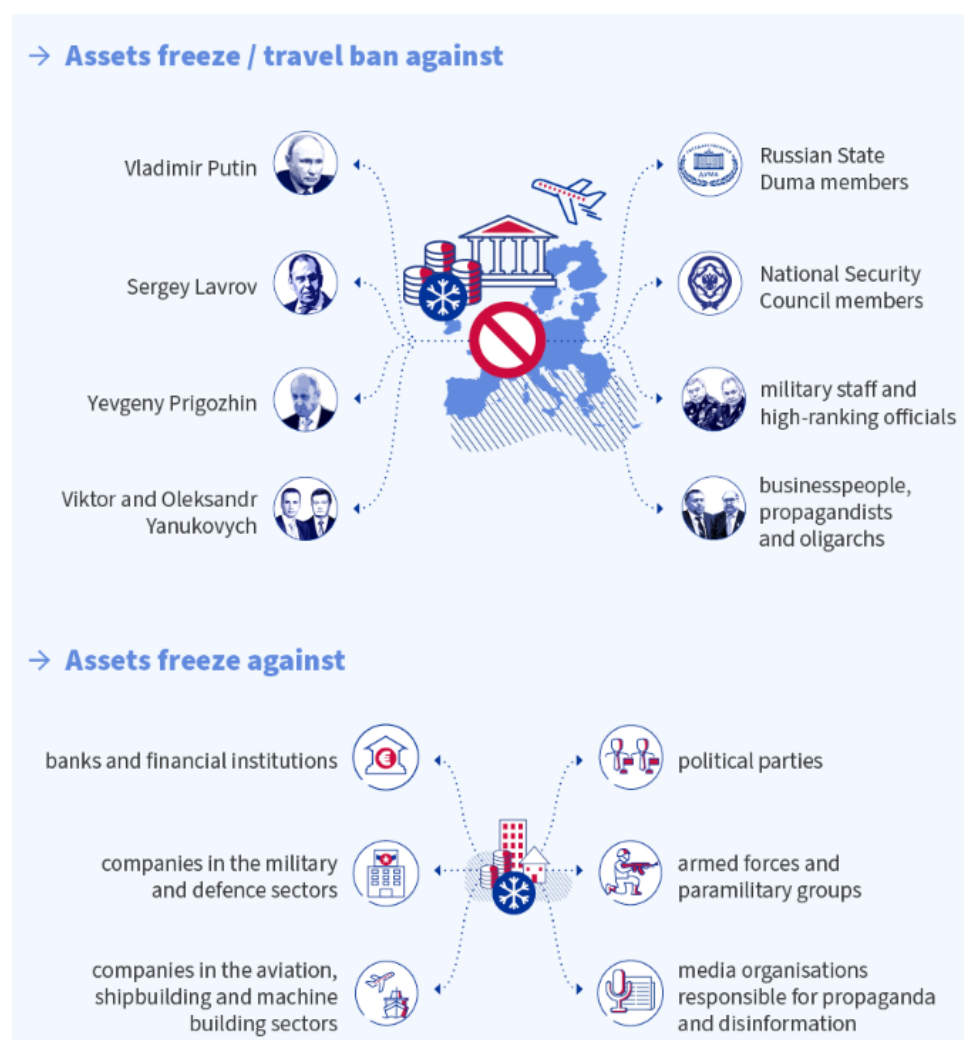 → Assets freeze / travel ban against
Vladimir Putin
Sergey Lavrov
Yevgeny Prigozhin
Viktor and Oleksandr
Yanukovych
Russian State
Duma members
ДУМА
National Security
Council members
military staff and
high-ranking officials
businesspeople,
propagandists
and oligarchs
→ Assets freeze against
banks and financial institutions
companies in the military
and defence sectors
companies in the aviation,
shipbuilding and machine
building sectors
political parties
armed forces and
paramilitary groups
media organisations
responsible for propaganda
and disinformation